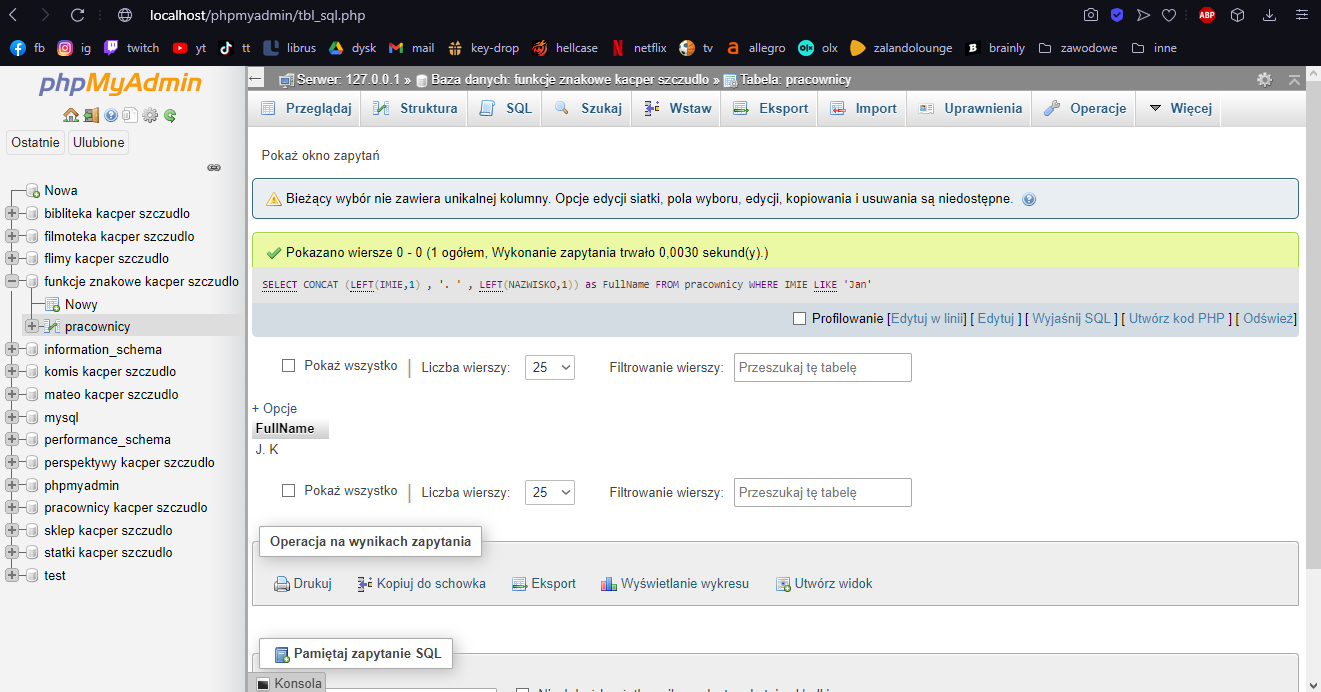 localhost/phpmyadmin/tbl_sql.php
ABP
fb ig twitch yt tt librus dysk mail key-drop hellcase netflix tv allegro olx zalandolounge brainly zawodowe inne
phpMyAdmin
Ostatnie Ulubione
Nowa
bibliteka kacper szczudlo
filmoteka kacper szczudlo
flimy kacper szczudlo
funkcje znakowe kacper szczudlo
Nowy
pracownicy
information_schema
komis kacper szczudlo
mateo kacper szczudlo
mysql
performance_schema
perspektywy kacper szczudlo
phpmyadmin
pracownicy kacper szczudlo
sklep kacper szczudlo
statki kacper szczudlo
test
Serwer: 127.0.0.1 » Baza danych: funkcje znakowe kacper szczudlo » Tabela: pracownicy
Przeglądaj Struktura SQL Szukaj Wstaw Eksport Import Uprawnienia Operacje Więcej
Pokaż okno zapytań
Bieżący wybór nie zawiera unikalnej kolumny. Opcje edycji siatki, pola wyboru, edycji, kopiowania i usuwania są niedostępne.
Pokazano wiersze 0 - 0 (1 ogółem, Wykonanie zapytania trwało 0,0030 sekund(y).)
SELECT CONCAT (LEFT(IMIE,1) , '. ' , LEFT(NAZWISKO,1)) as FullName FROM pracownicy WHERE IMIE LIKE 'Jan'
Profilowanie [Edytuj w linii] [ Edytuj ] [ Wyjaśnij SQL ] [ Utwórz kod PHP ] [ Odśwież]
Pokaż wszystko | Liczba wierszy: 25 Filtrowanie wierszy: Przeszukaj tę tabelę
+ Opcje
FullName
J. K
Pokaż wszystko | Liczba wierszy: 25 Filtrowanie wierszy: Przeszukaj tę tabelę
Operacja na wynikach zapytania
Drukuj Kopiuj do schowka Eksport Wyświetlanie wykresu Utwórz widok
Pamiętaj zapytanie SQL
Konsola